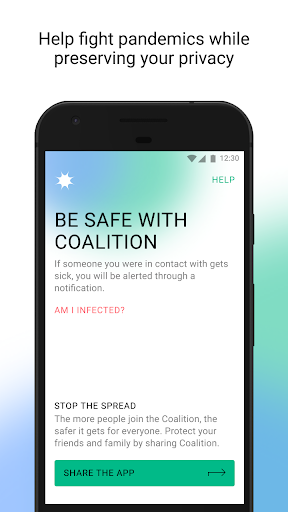 Help fight pandemics while
preserving your privacy
12:30
HELP
BE SAFE WITH
COALITION
If someone you were in contact with gets
sick, you will be alerted through a
notification.
AM I INFECTED?
STOP THE SPREAD
The more people join the Coalition, the
safer it gets for everyone. Protect your
friends and family by sharing Coalition.
SHARE THE APP